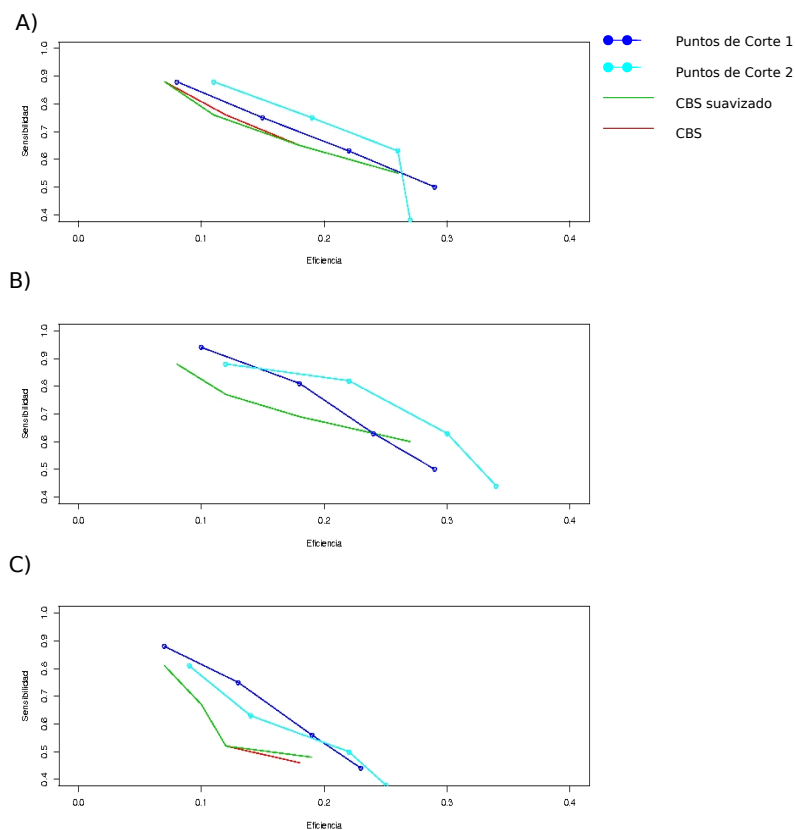 A)
1.0
0.9
0.8
0.7
0.6
0.5
0.4
Sensibilidad
0.0 0.1 0.2 0.3 0.4
Eficiencia
Puntos de Corte 1
Puntos de Corte 2
CBS suavizado
CBS
B)
1.0
0.9
0.8
0.7
0.6
0.5
0.4
Sensibilidad
0.0 0.1 0.2 0.3 0.4
Eficiencia
C)
1.0
0.9
0.8
0.7
0.6
0.5
0.4
Sensibilidad
0.0 0.1 0.2 0.3 0.4
Eficiencia